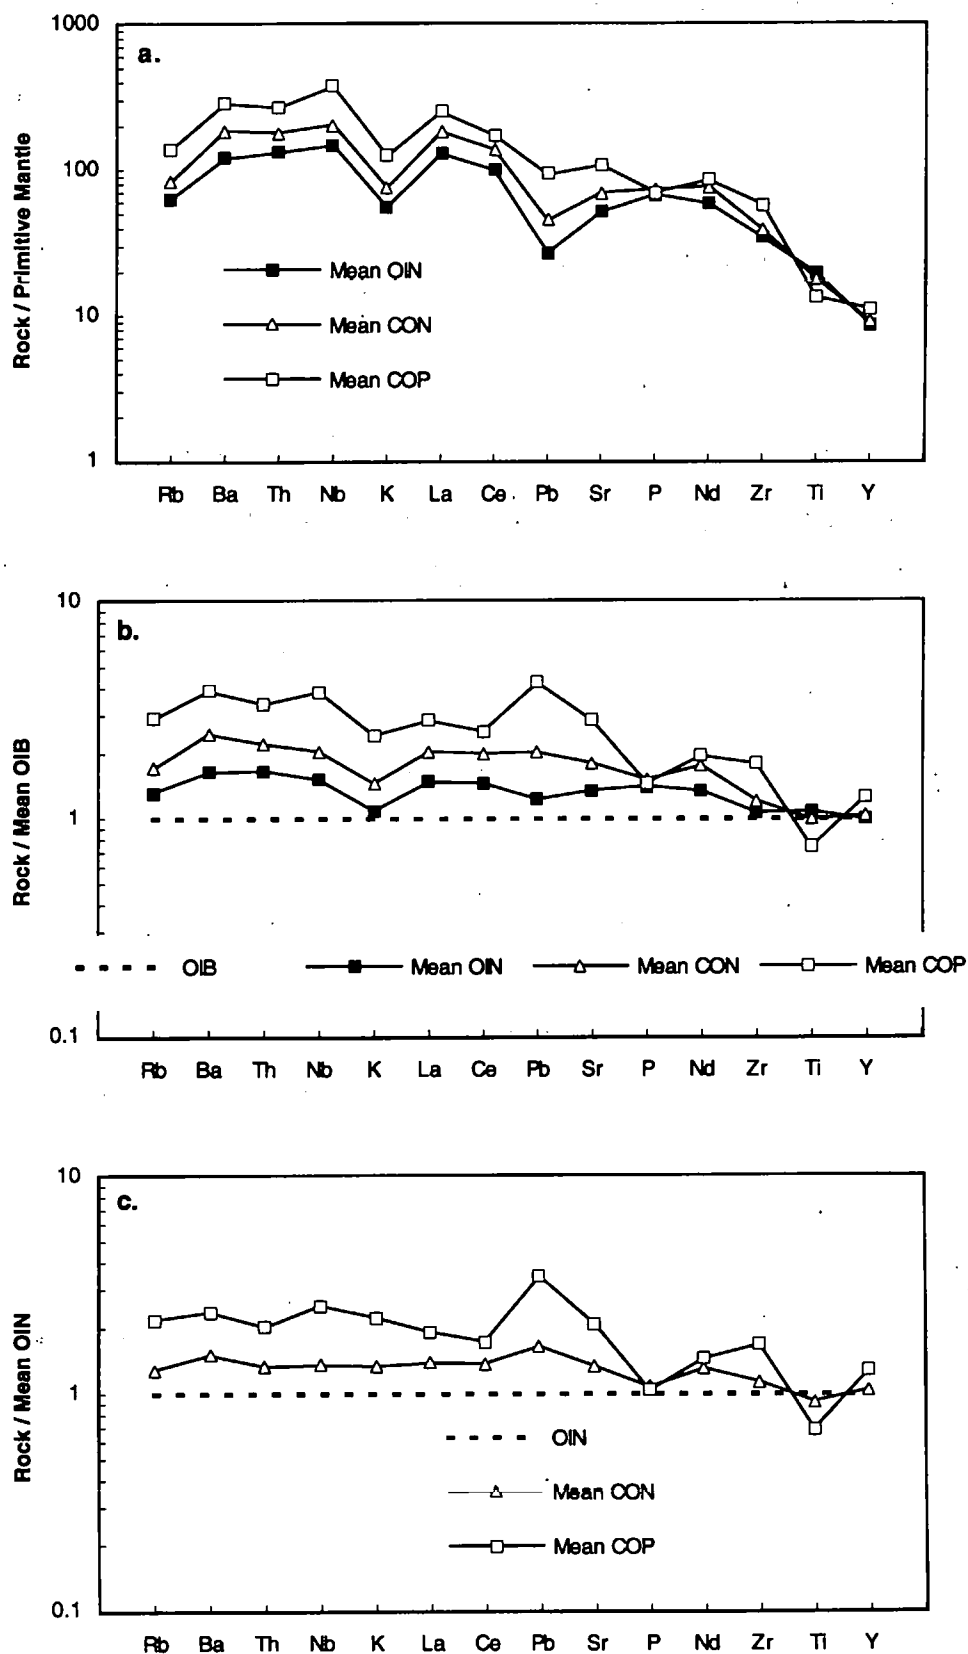 1000
a.
100
10
1
Rock / Primitive Mantle
Mean OIN
Mean CON
Mean COP
Rb Ba Th Nb K La Ce Pb Sr P Nd Zr Ti Y
10
b.
1
0.1
Rock / Mean OIB
OIB Mean OIN Mean CON Mean COP
Rb Ba Th Nb K La Ce Pb Sr P Nd Zr Ti Y
10
c.
1
0.1
Rock / Mean OIN
OIN
Mean CON
Mean COP
Rb Ba Th Nb K La Ce Pb Sr P Nd Zr Ti Y